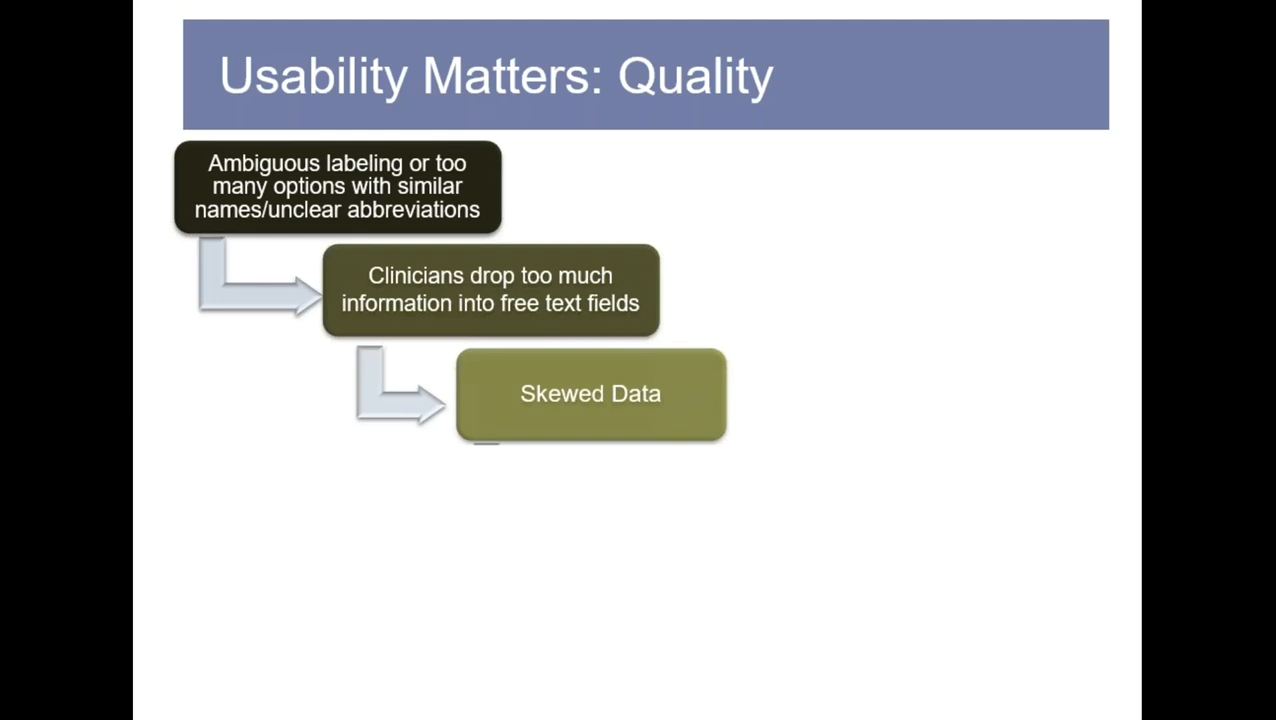 Usability Matters: Quality
Ambiguous labeling or too
many options with similar
names/unclear abbreviations
Clinicians drop too much
information into free text fields
Skewed Data